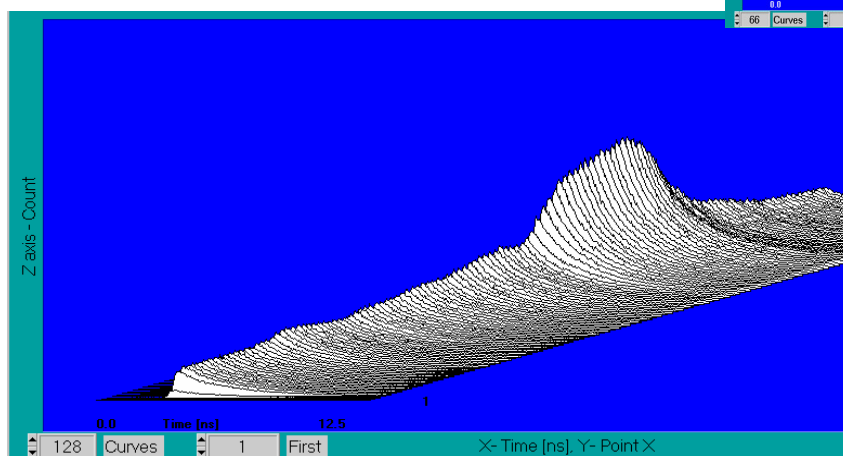 0.0
66 Curves
Z axis - Count
1
0.0 Time [ns] 12.5
128 Curves 1 First X- Time [ns], Y- Point X